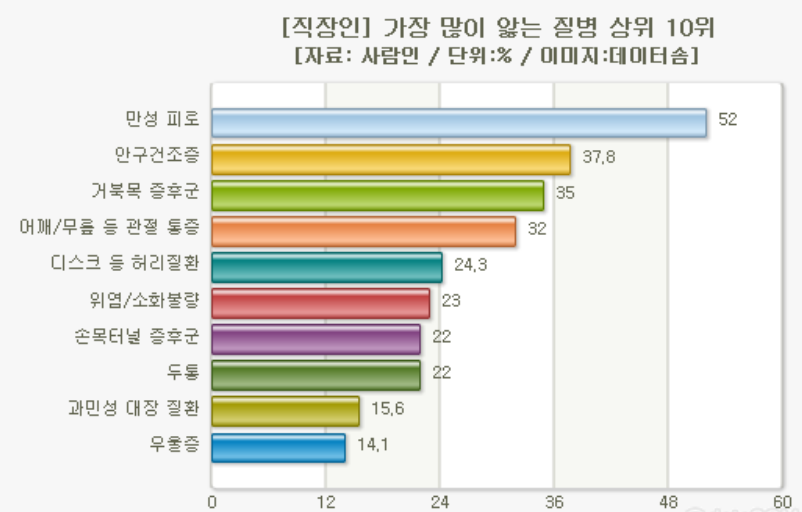 [직장인] 가장 많이 앓는 질병 상위 10위
[자료: 사람인 / 단위:% / 이미지:데이터솜]
만성 피로 52
안구건조증 37,8
거북목 증후군 35
어깨/무릎 등 관절 통증 32
디스크 등 허리질환 24,3
위염/소화불량 23
손목터널 증후군 22
두통 22
과민성 대장 질환 15,6
우울증 14,1
0 12 24 36 48 60